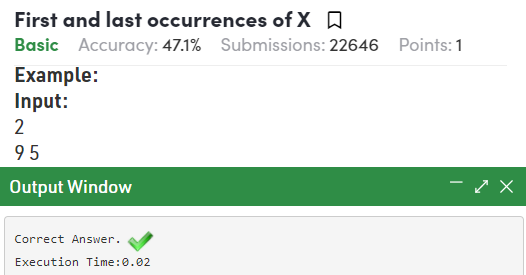 First and last occurrences of X
Basic Accuracy: 47.1% Submissions: 22646 Points: 1
Example:
Input:
2
9 5
Output Window
Correct Answer.
Execution Time:0.02